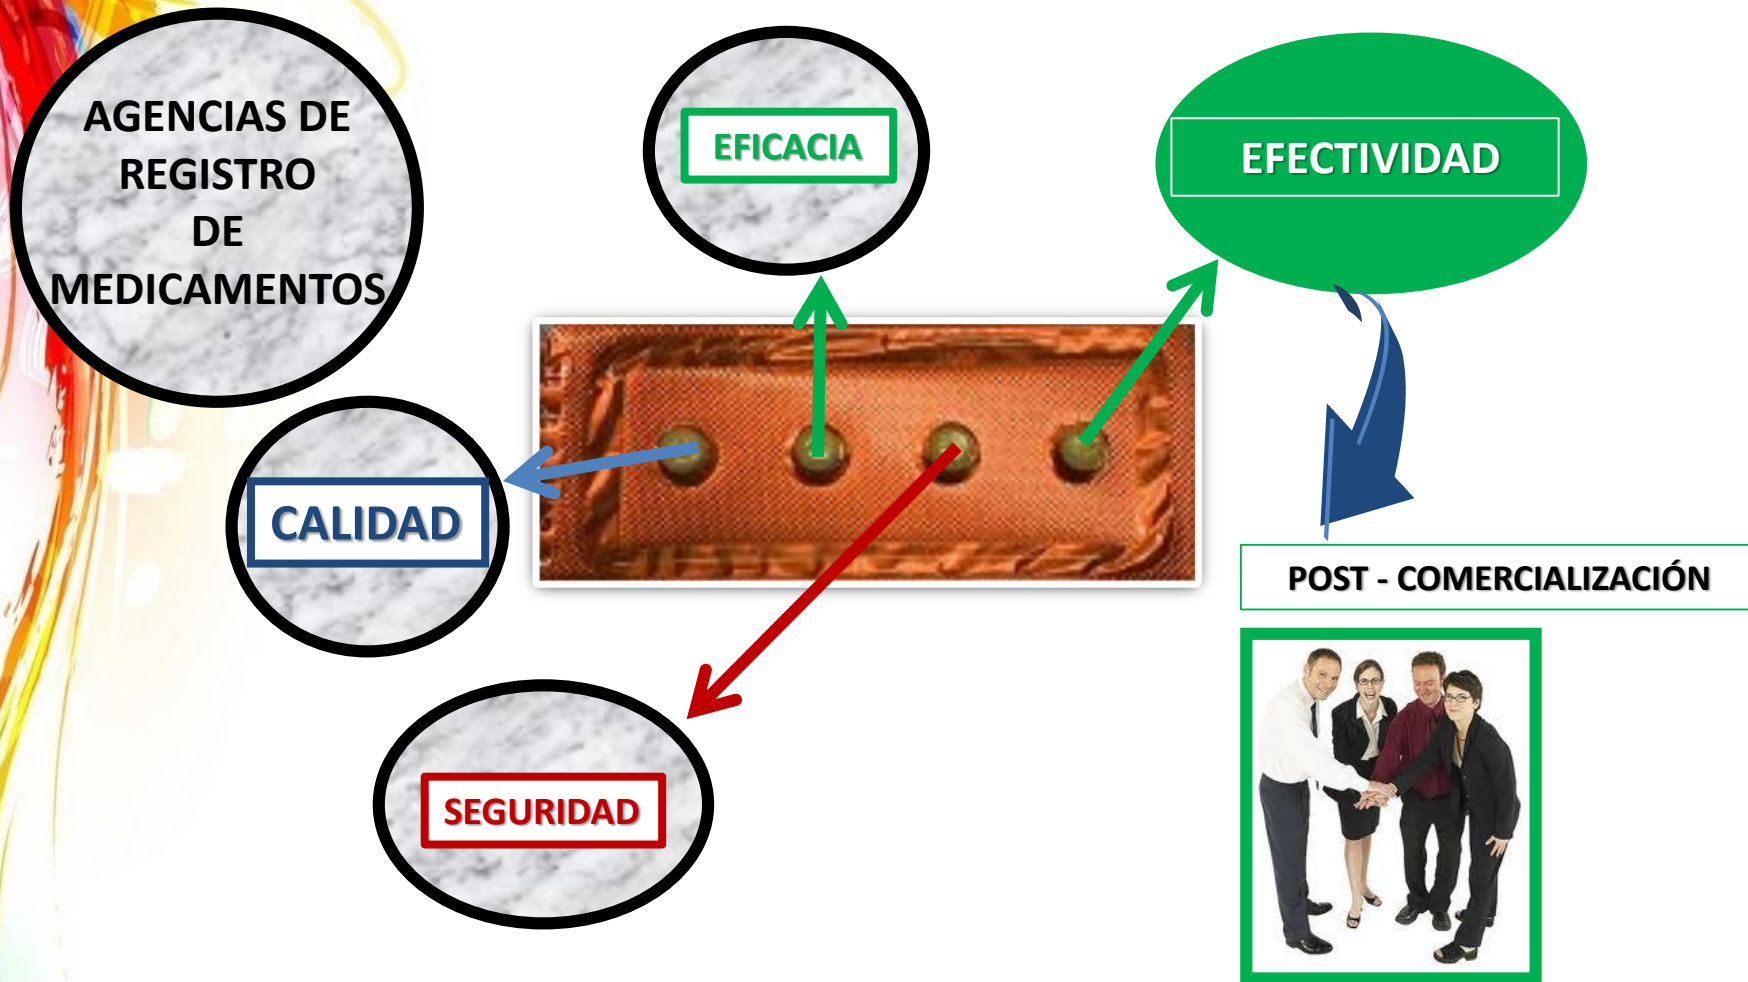 AGENCIAS DE
REGISTRO
DE
MEDICAMENTOS
EFICACIA
EFECTIVIDAD
CALIDAD
POST - COMERCIALIZACIÓN
SEGURIDAD